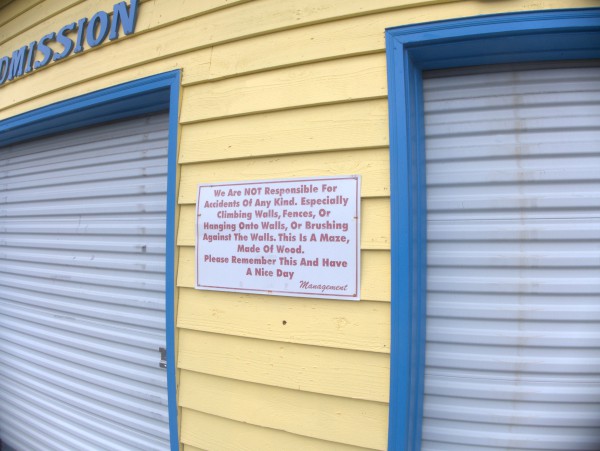 DMISSION
We Are NOT Responsible For
Accidents Of Any Kind. Especially
Climbing Walls, Fences, Or
Hanging Onto Walls, Or Brushing
Against The Walls. This Is A Maze,
Made Of Wood.
Please Remember This And Have
A Nice Day
Management